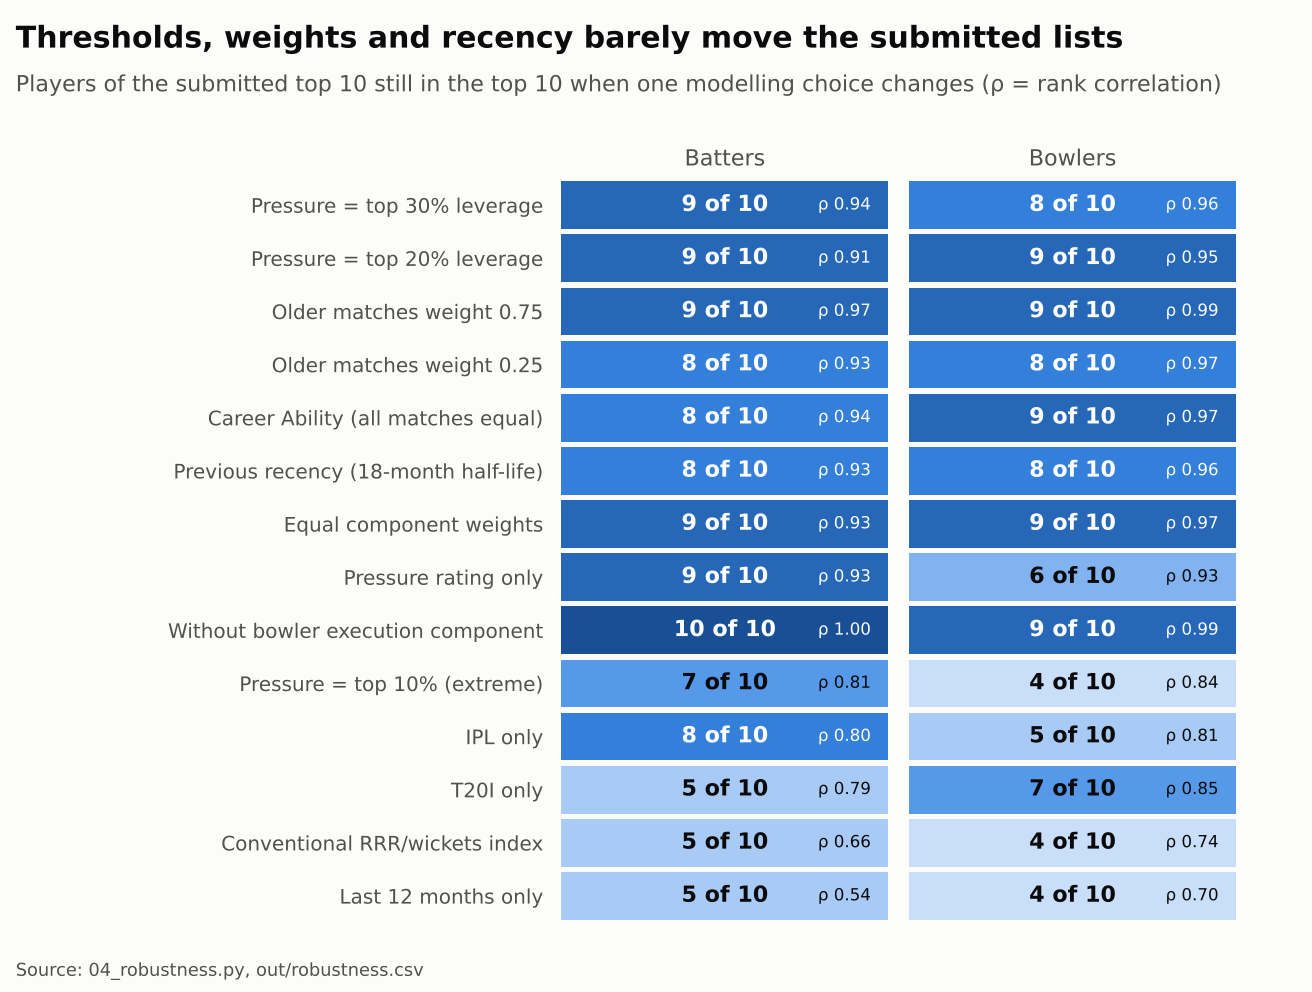 Thresholds, weights and recency barely move the submitted lists
Players of the submitted top 10 still in the top 10 when one modelling choice changes (ρ = rank correlation)
Batters Bowlers
Pressure = top 30% leverage 9 of 10 ρ 0.94 8 of 10 ρ 0.96
Pressure = top 20% leverage 9 of 10 ρ 0.91 9 of 10 ρ 0.95
Older matches weight 0.75 9 of 10 ρ 0.97 9 of 10 ρ 0.99
Older matches weight 0.25 8 of 10 ρ 0.93 8 of 10 ρ 0.97
Career Ability (all matches equal) 8 of 10 ρ 0.94 9 of 10 ρ 0.97
Previous recency (18-month half-life) 8 of 10 ρ 0.93 8 of 10 ρ 0.96
Equal component weights 9 of 10 ρ 0.93 9 of 10 ρ 0.97
Pressure rating only 9 of 10 ρ 0.93 6 of 10 ρ 0.93
Without bowler execution component 10 of 10 ρ 1.00 9 of 10 ρ 0.99
Pressure = top 10% (extreme) 7 of 10 ρ 0.81 4 of 10 ρ 0.84
IPL only 8 of 10 ρ 0.80 5 of 10 ρ 0.81
T20I only 5 of 10 ρ 0.79 7 of 10 ρ 0.85
Conventional RRR/wickets index 5 of 10 ρ 0.66 4 of 10 ρ 0.74
Last 12 months only 5 of 10 ρ 0.54 4 of 10 ρ 0.70
Source: 04_robustness.py, out/robustness.csv